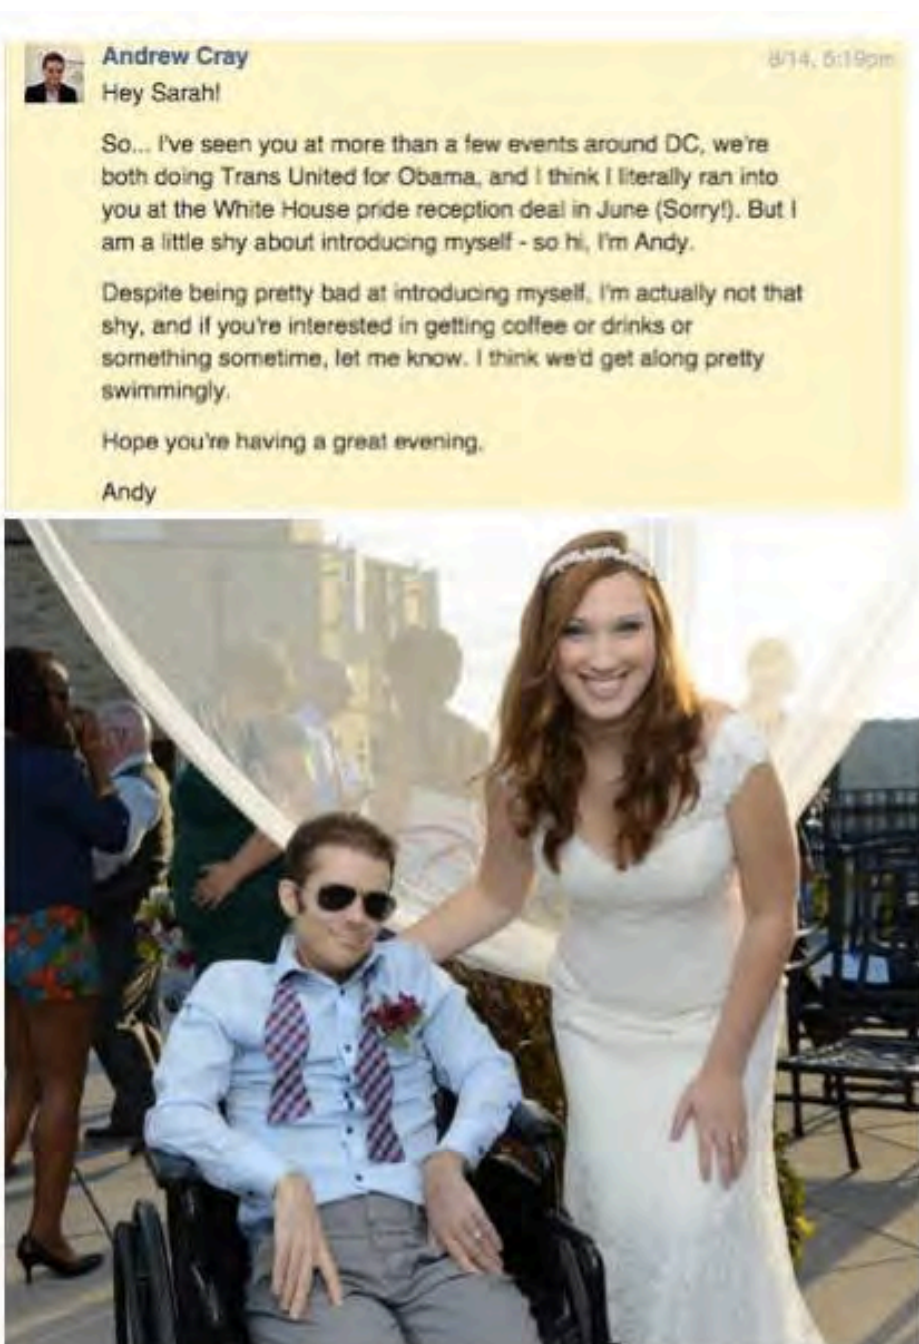 Andrew Cray
8/14, 5:19pm
Hey Sarah!
So... I've seen you at more than a few events around DC, we're
both doing Trans United for Obama, and I think I literally ran into
you at the White House pride reception deal in June (Sorry!). But I
am a little shy about introducing myself - so hi, I'm Andy.
Despite being pretty bad at introducing myself, I'm actually not that
shy, and if you're interested in getting coffee or drinks or
something sometime, let me know. I think we'd get along pretty
swimmingly.
Hope you're having a great evening.
Andy